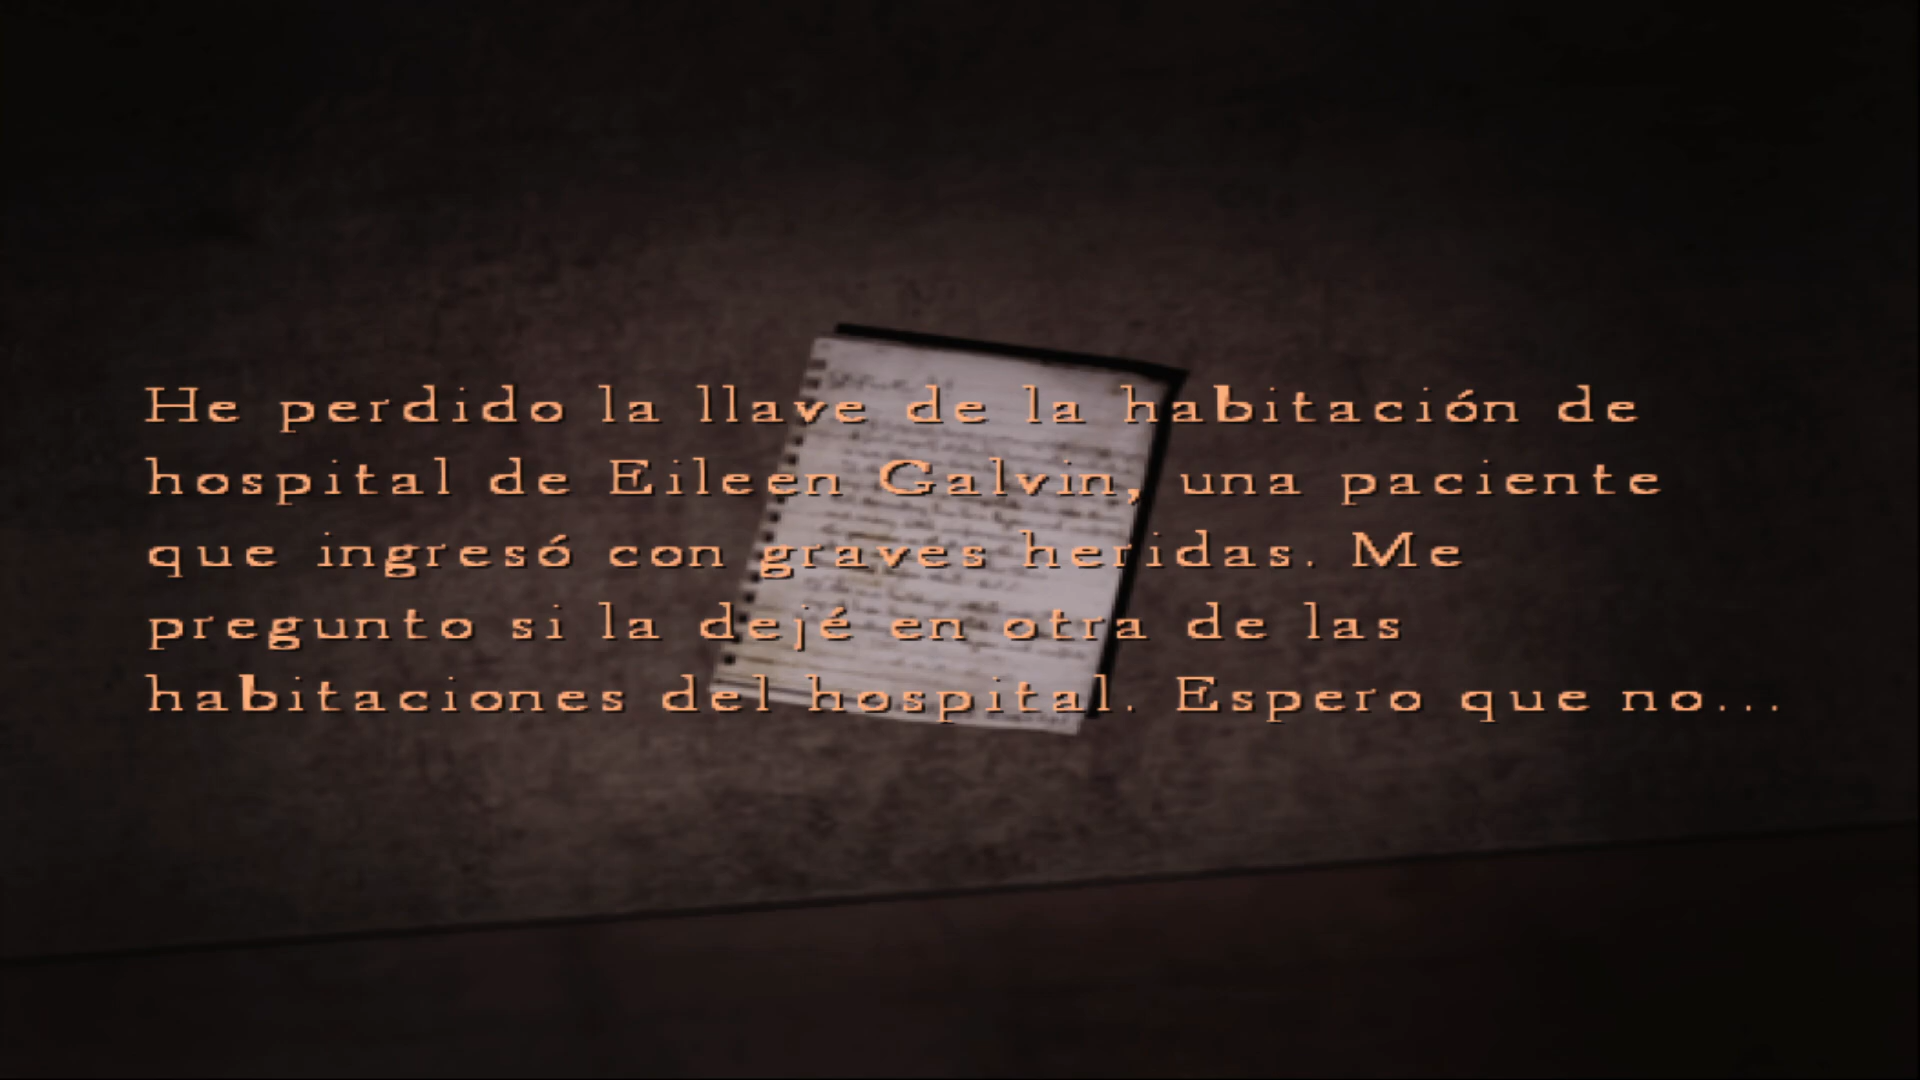 He perdido la llave de la habitación de
hospital de Eileen Galvin, una paciente
que ingresó con graves heridas. Me
pregunto si la dejé en otra de las
habitaciones del hospital. Espero que no...